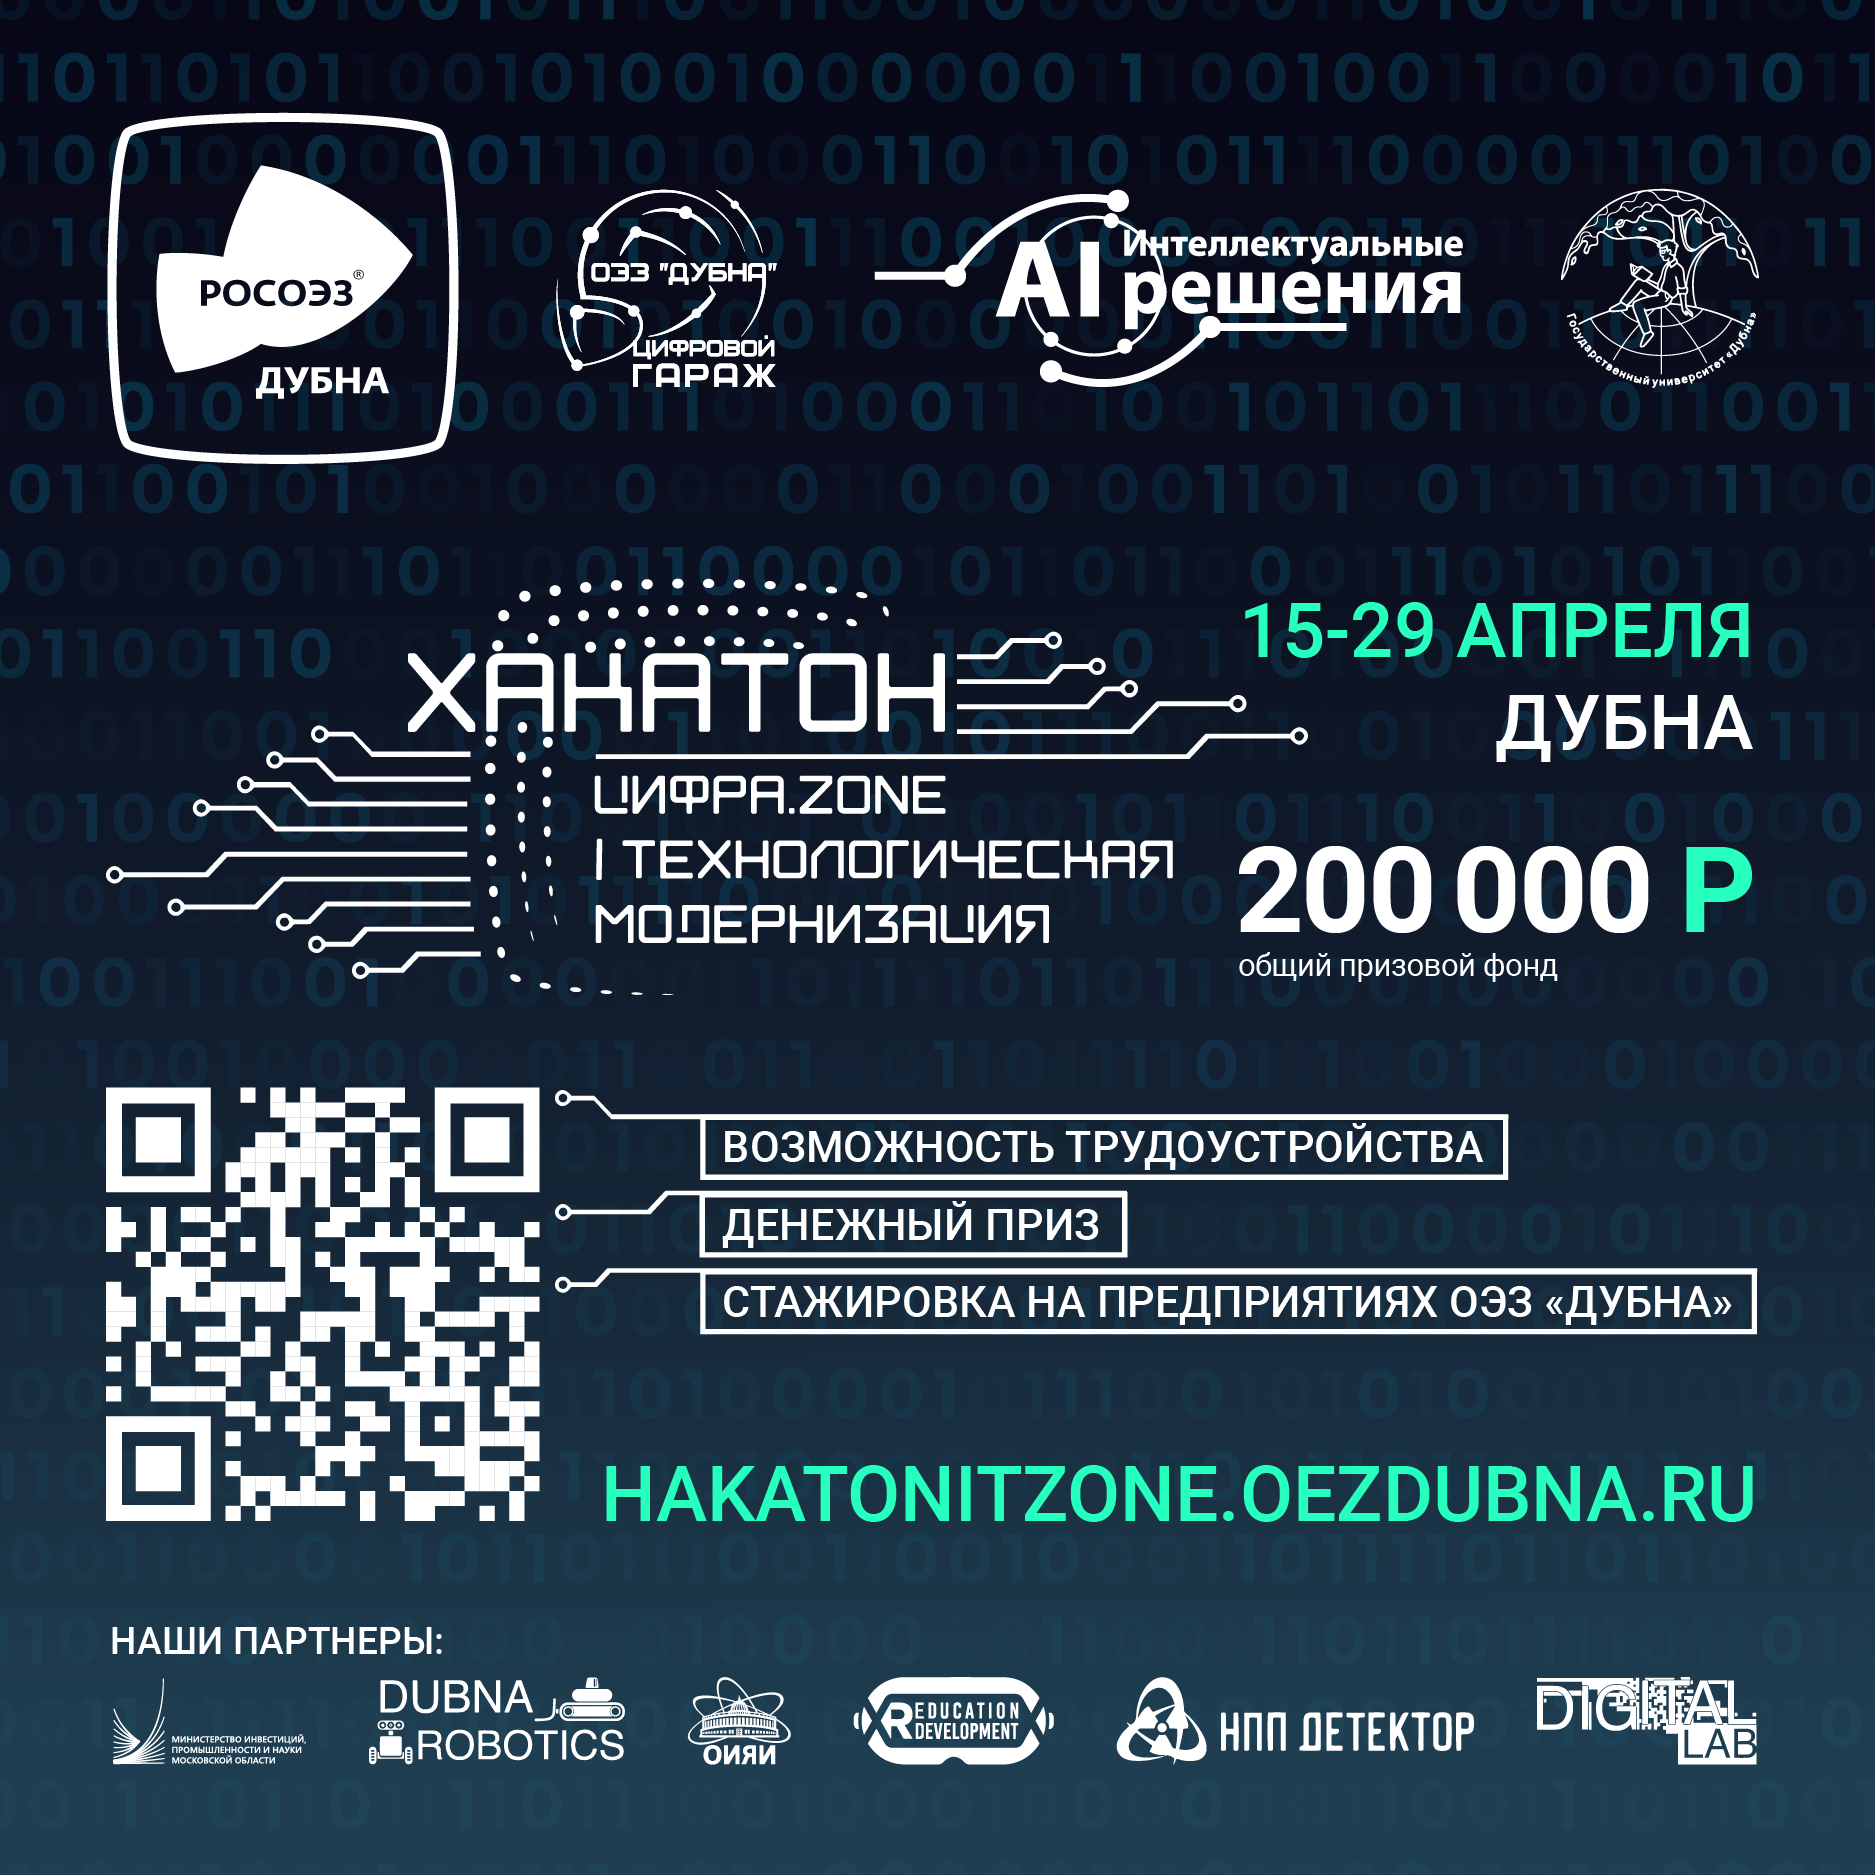 РОСОЭЗ®
ДУБНА
ОЭЗ "ДУБНА"
ЦИФРОВОЙ
ГАРАЖ
AI Интеллектуальные
решения
Государственный университет «Дубна»
15-29 АПРЕЛЯ
ДУБНА
ХАКАТОН
ЦИФРА.ZONE
| ТЕХНОЛОГИЧЕСКАЯ
МОДЕРНИЗАЦИЯ
200 000 Р
общий призовой фонд
ВОЗМОЖНОСТЬ ТРУДОУСТРОЙСТВА
ДЕНЕЖНЫЙ ПРИЗ
СТАЖИРОВКА НА ПРЕДПРИЯТИЯХ ОЭЗ «ДУБНА»
HAKATONITZONE.OEZDUBNA.RU
НАШИ ПАРТНЕРЫ:
МИНИСТЕРСТВО ИНВЕСТИЦИЙ,
ПРОМЫШЛЕННОСТИ И НАУКИ
МОСКОВСКОЙ ОБЛАСТИ
DUBNA
ROBOTICS
ОИЯИ
XR EDUCATION
DEVELOPMENT
НПП ДЕТЕКТОР
DIGITAL
LAB